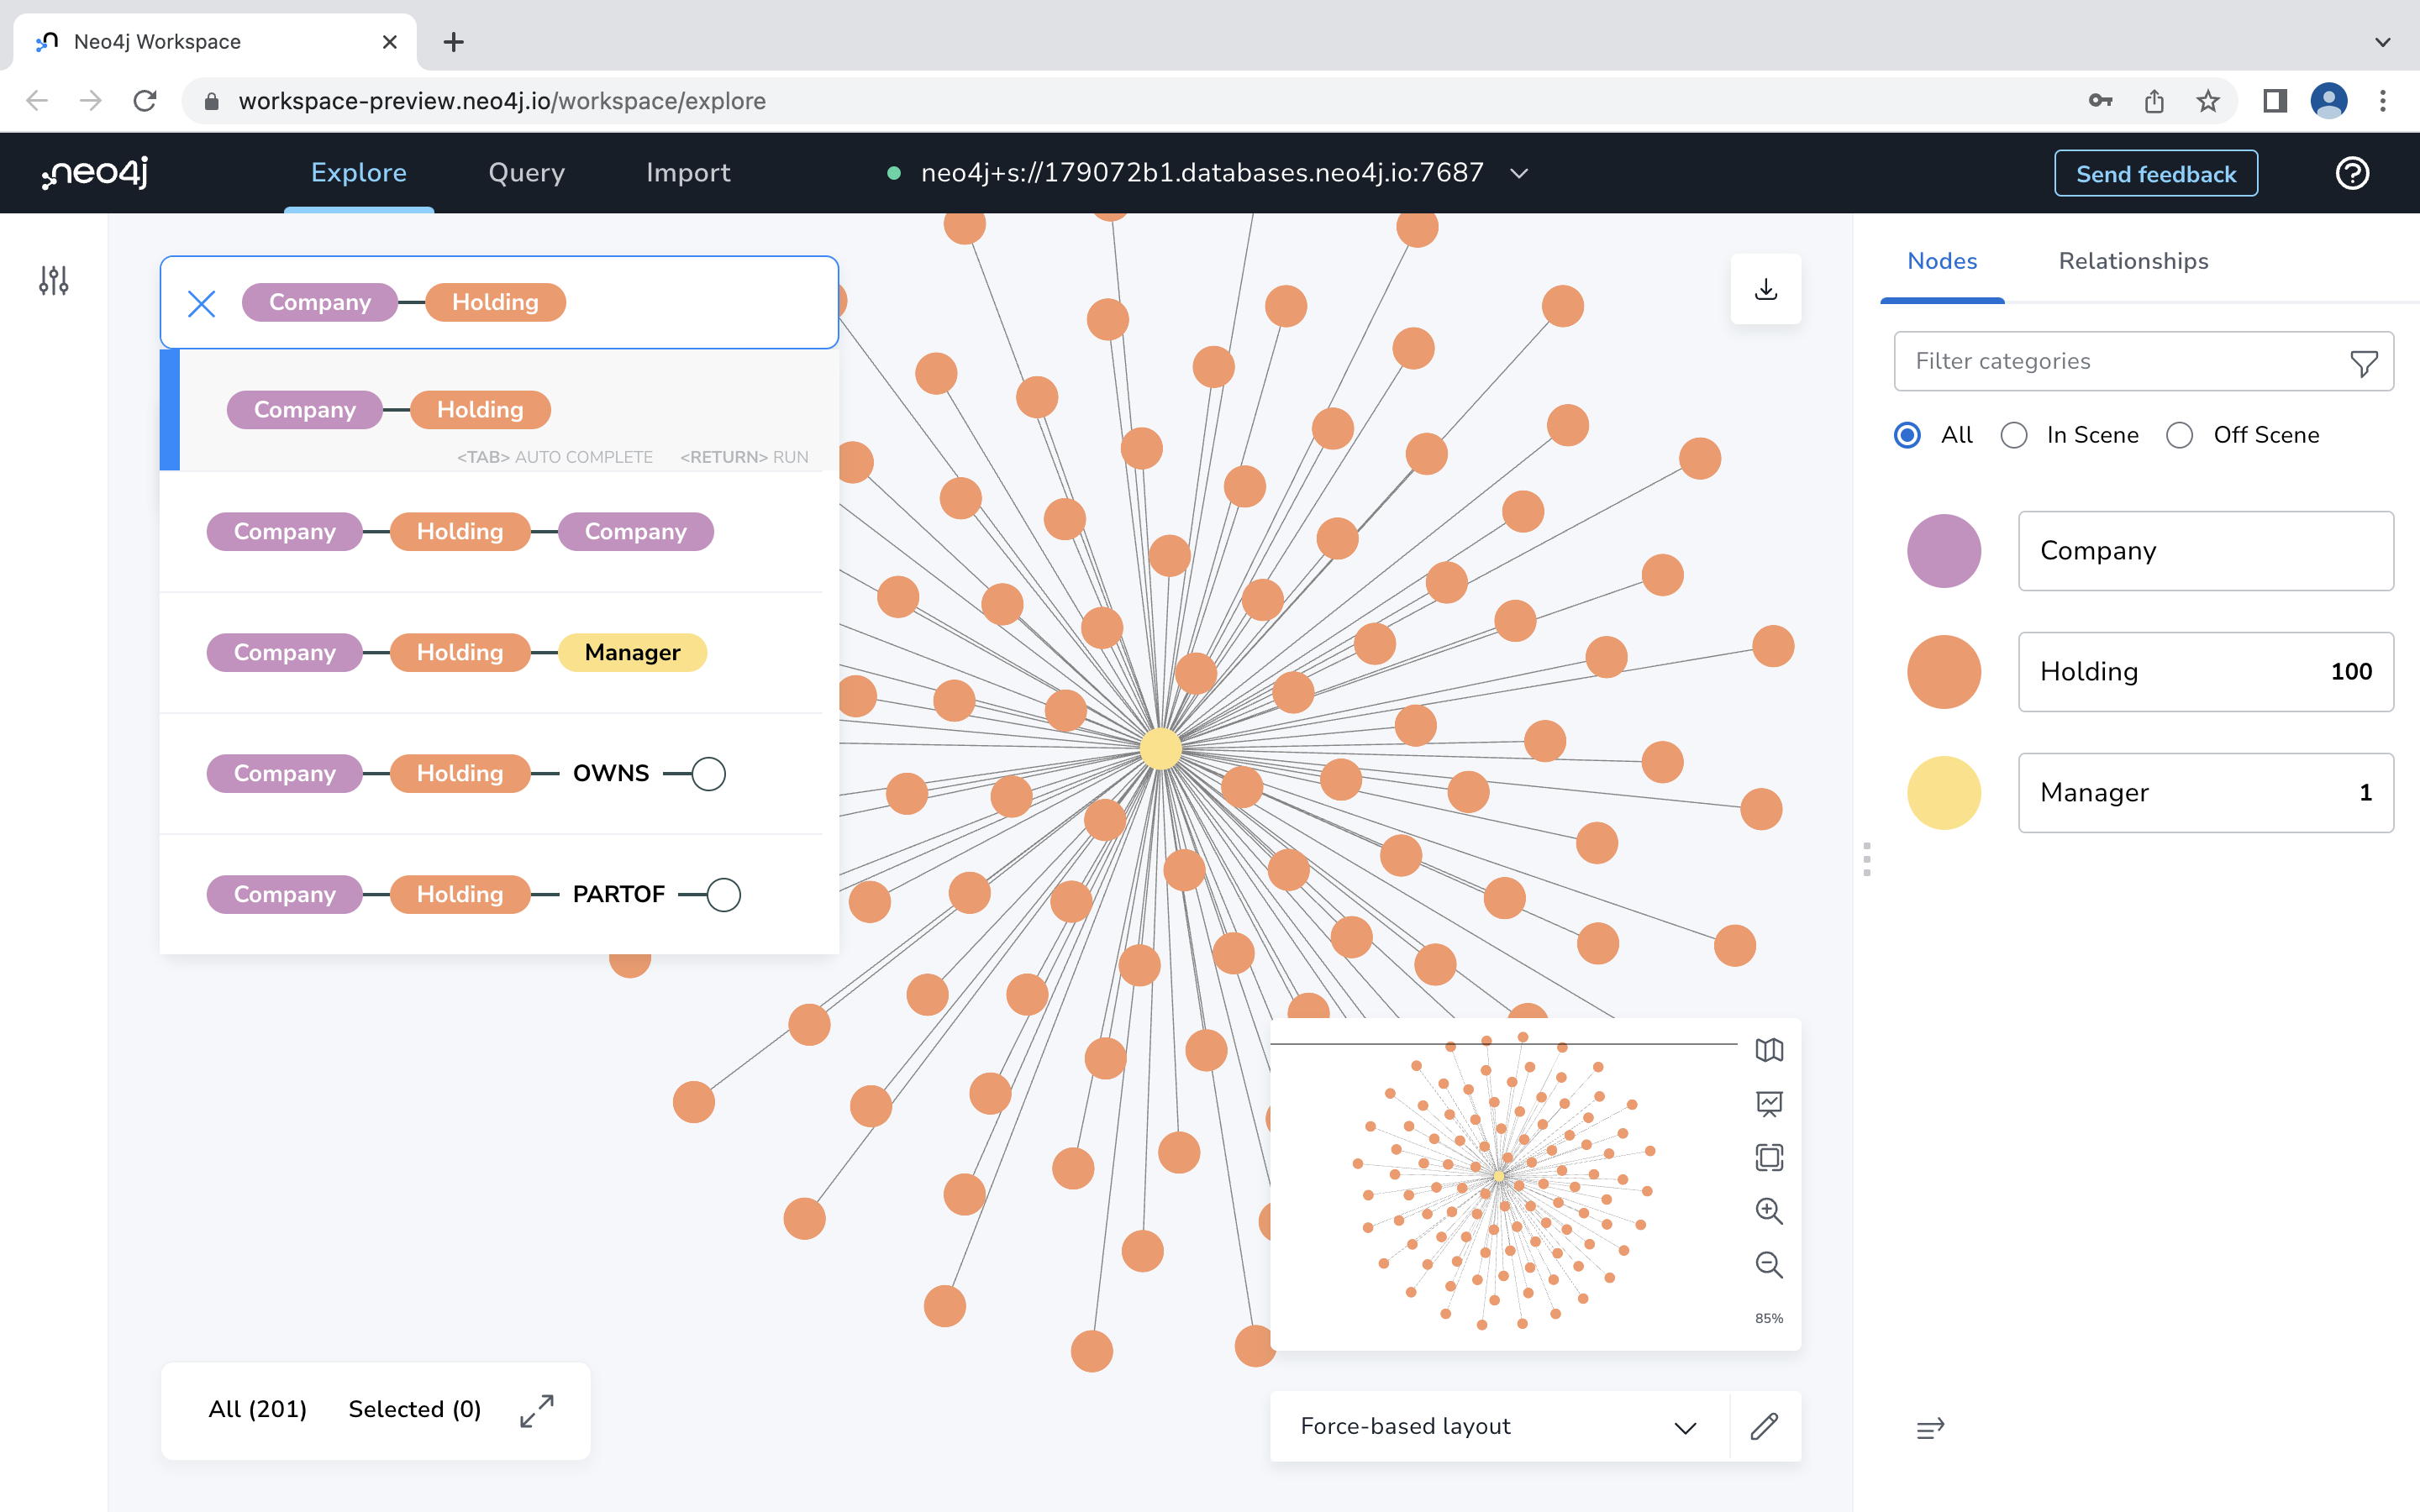 Neo4j Workspace
workspace-preview.neo4j.io/workspace/explore
neo4j
Explore
Query
Import
neo4j+s://179072b1.databases.neo4j.io:7687
Send feedback
Company Holding
Company Holding
<TAB> AUTO COMPLETE <RETURN> RUN
Company Holding Company
Company Holding Manager
Company Holding OWNS
Company Holding PARTOF
Nodes
Relationships
Filter categories
All
In Scene
Off Scene
Company
Holding 100
Manager 1
85%
All (201)
Selected (0)
Force-based layout